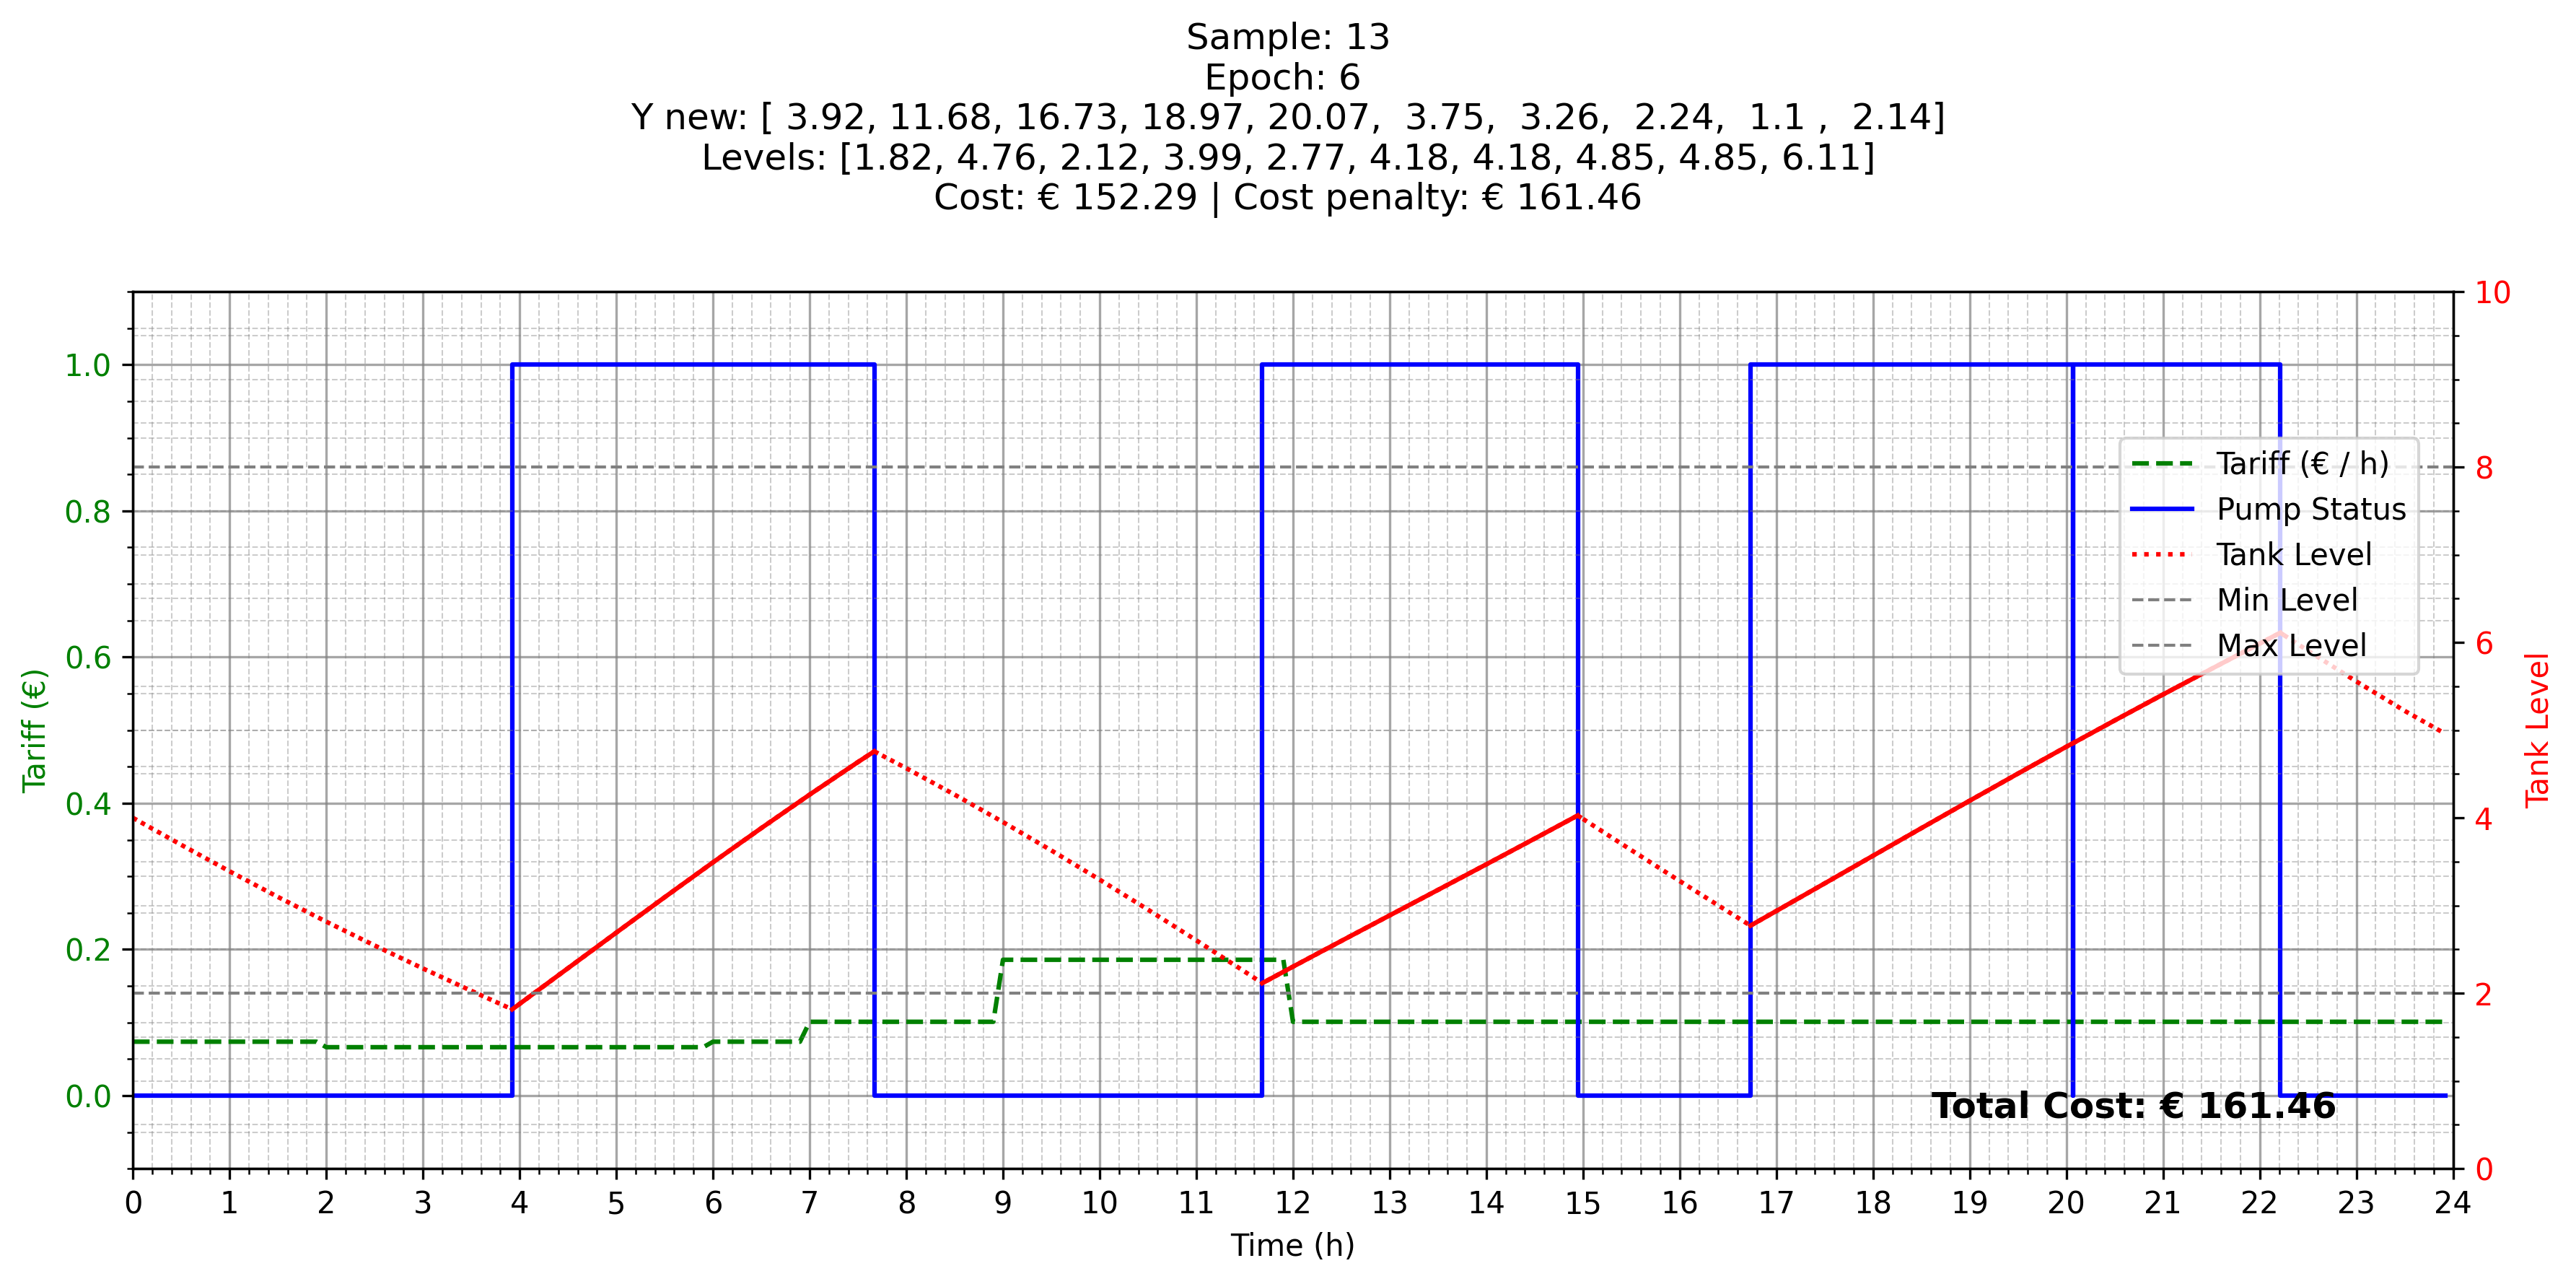 Sample: 13
Epoch: 6
Y new: [ 3.92, 11.68, 16.73, 18.97, 20.07,  3.75,  3.26,  2.24,  1.1 ,  2.14]
Levels: [1.82, 4.76, 2.12, 3.99, 2.77, 4.18, 4.18, 4.85, 4.85, 6.11]
Cost: € 152.29 | Cost penalty: € 161.46
1.0
0.8
0.6
0.4
0.2
0.0
Tariff (€)
10
8
6
4
2
0
Tank Level
Tariff (€ / h)
Pump Status
Tank Level
Min Level
Max Level
Total Cost: € 161.46
0 1 2 3 4 5 6 7 8 9 10 11 12 13 14 15 16 17 18 19 20 21 22 23 24
Time (h)